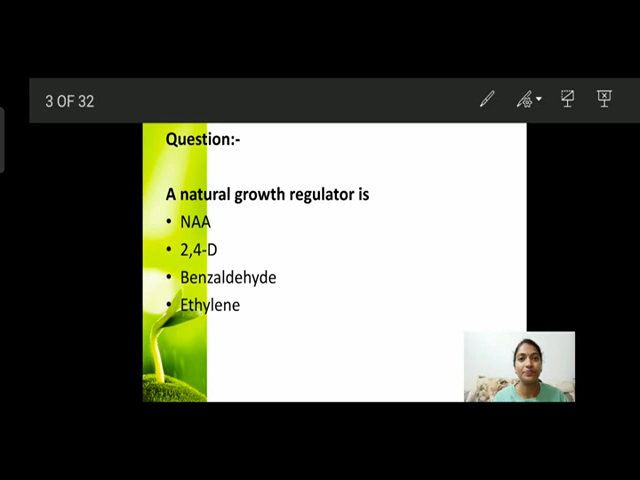 3 OF 32
Question:-
A natural growth regulator is
• NAA
• 2,4-D
• Benzaldehyde
• Ethylene